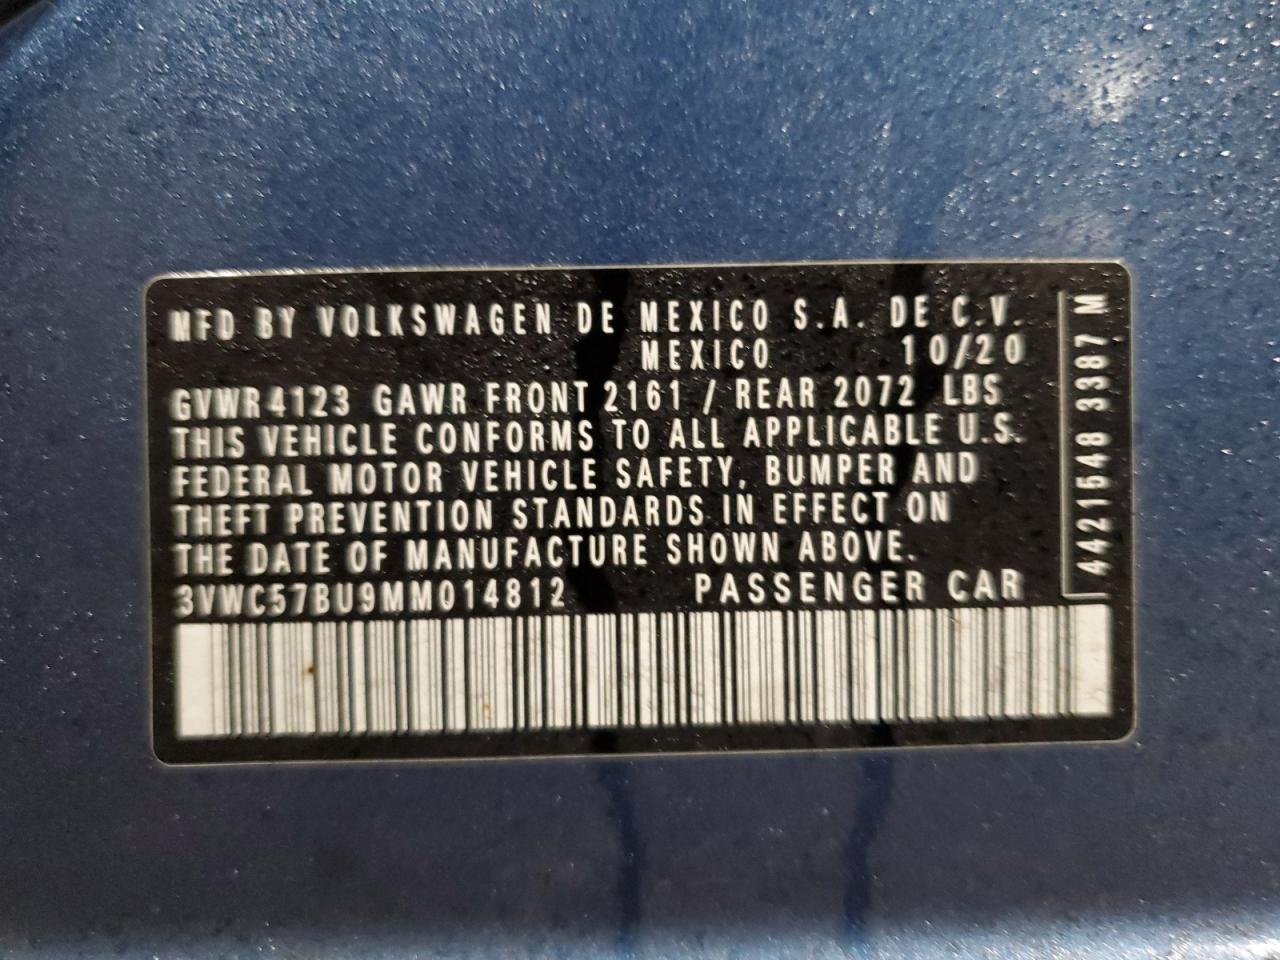 MFD BY VOLKSWAGEN DE MEXICO S.A. DE C.V.
MEXICO 10/20
GVWR 4123 GAWR FRONT 2161 / REAR 2072 LBS
THIS VEHICLE CONFORMS TO ALL APPLICABLE U.S.
FEDERAL MOTOR VEHICLE SAFETY, BUMPER AND
THEFT PREVENTION STANDARDS IN EFFECT ON
THE DATE OF MANUFACTURE SHOWN ABOVE.
3VWC57BU9MM014812 PASSENGER CAR
4421548 3387 M